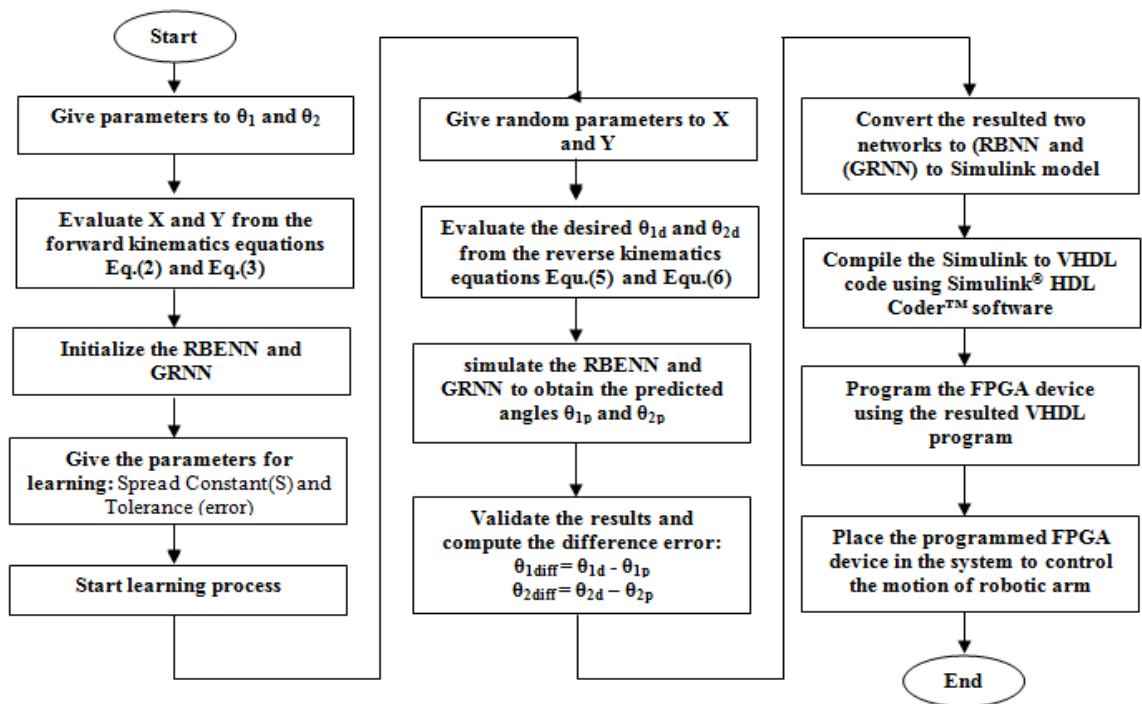 Start
Give parameters to θ1 and θ2
Evaluate X and Y from the
forward kinematics equations
Eq.(2) and Eq.(3)
Initialize the RBENN and
GRNN
Give the parameters for
learning: Spread Constant(S) and
Tolerance (error)
Start learning process
Give random parameters to X
and Y
Evaluate the desired θ1d and θ2d
from the reverse kinematics
equations Equ.(5) and Equ.(6)
simulate the RBENN and
GRNN to obtain the predicted
angles θ1p and θ2p
Validate the results and
compute the difference error:
θ1diff = θ1d - θ1p
θ2diff = θ2d – θ2p
Convert the resulted two
networks to (RBNN and
(GRNN) to Simulink model
Compile the Simulink to VHDL
code using Simulink® HDL
Coder™ software
Program the FPGA device
using the resulted VHDL
program
Place the programmed FPGA
device in the system to control
the motion of robotic arm
End